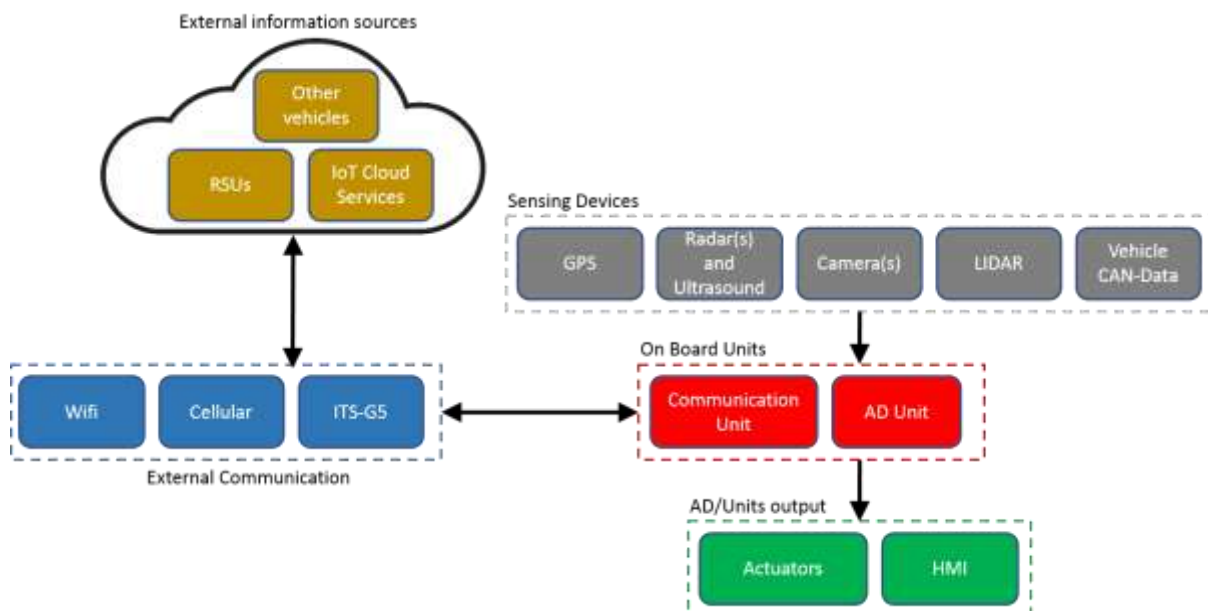 External information sources
Other
vehicles
RSUs
IoT Cloud
Services
Sensing Devices
GPS
Radar(s)
and
Ultrasound
Camera(s)
LIDAR
Vehicle
CAN-Data
On Board Units
Communication
Unit
AD Unit
Wifi
Cellular
ITS-G5
External Communication
AD/Units output
Actuators
HMI